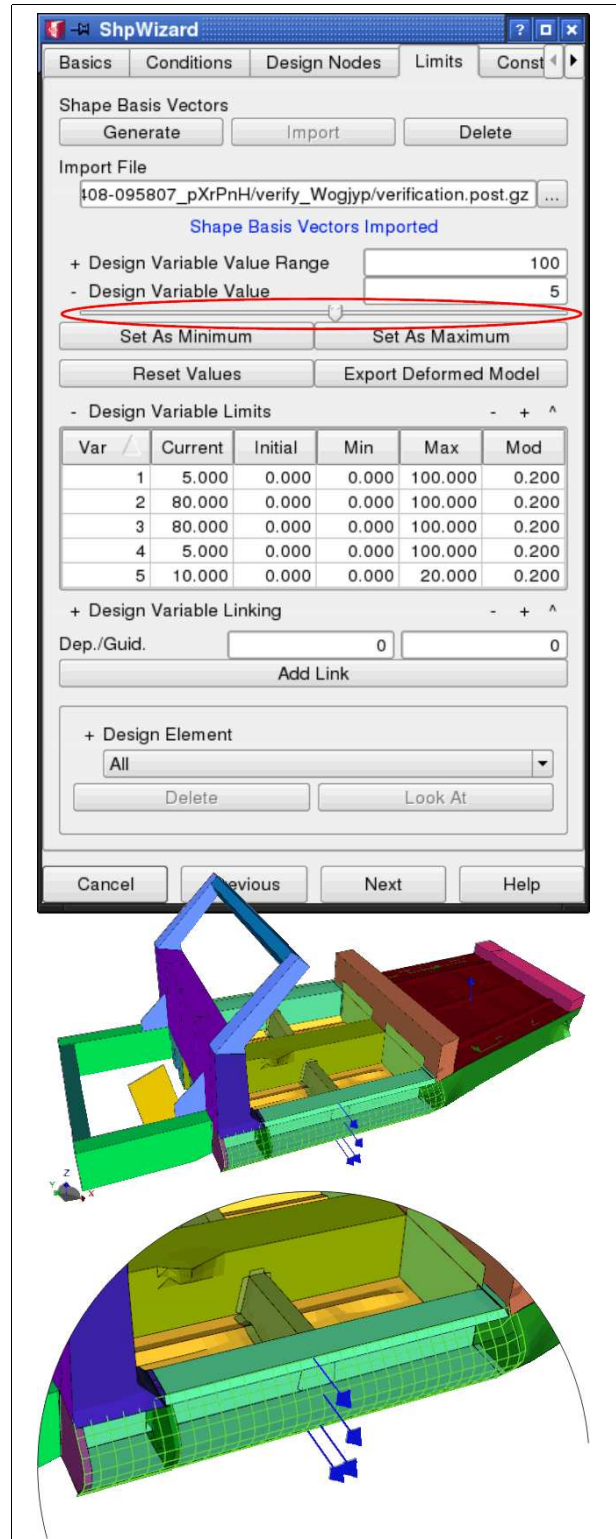 ShpWizard
Basics Conditions Design Nodes Limits Const
Shape Basis Vectors
Generate Import Delete
Import File
408-095807_pXrPnH/verify_Wogjyp/verification.post.gz ...
Shape Basis Vectors Imported
+ Design Variable Value Range 100
- Design Variable Value 5
Set As Minimum Set As Maximum
Reset Values Export Deformed Model
- Design Variable Limits - + ^
Var Current Initial Min Max Mod
1 5.000 0.000 0.000 100.000 0.200
2 80.000 0.000 0.000 100.000 0.200
3 80.000 0.000 0.000 100.000 0.200
4 5.000 0.000 0.000 100.000 0.200
5 10.000 0.000 0.000 20.000 0.200
+ Design Variable Linking - + ^
Dep./Guid. 0 0
Add Link
+ Design Element
All
Delete Look At
Cancel Previous Next Help
Z
Y X